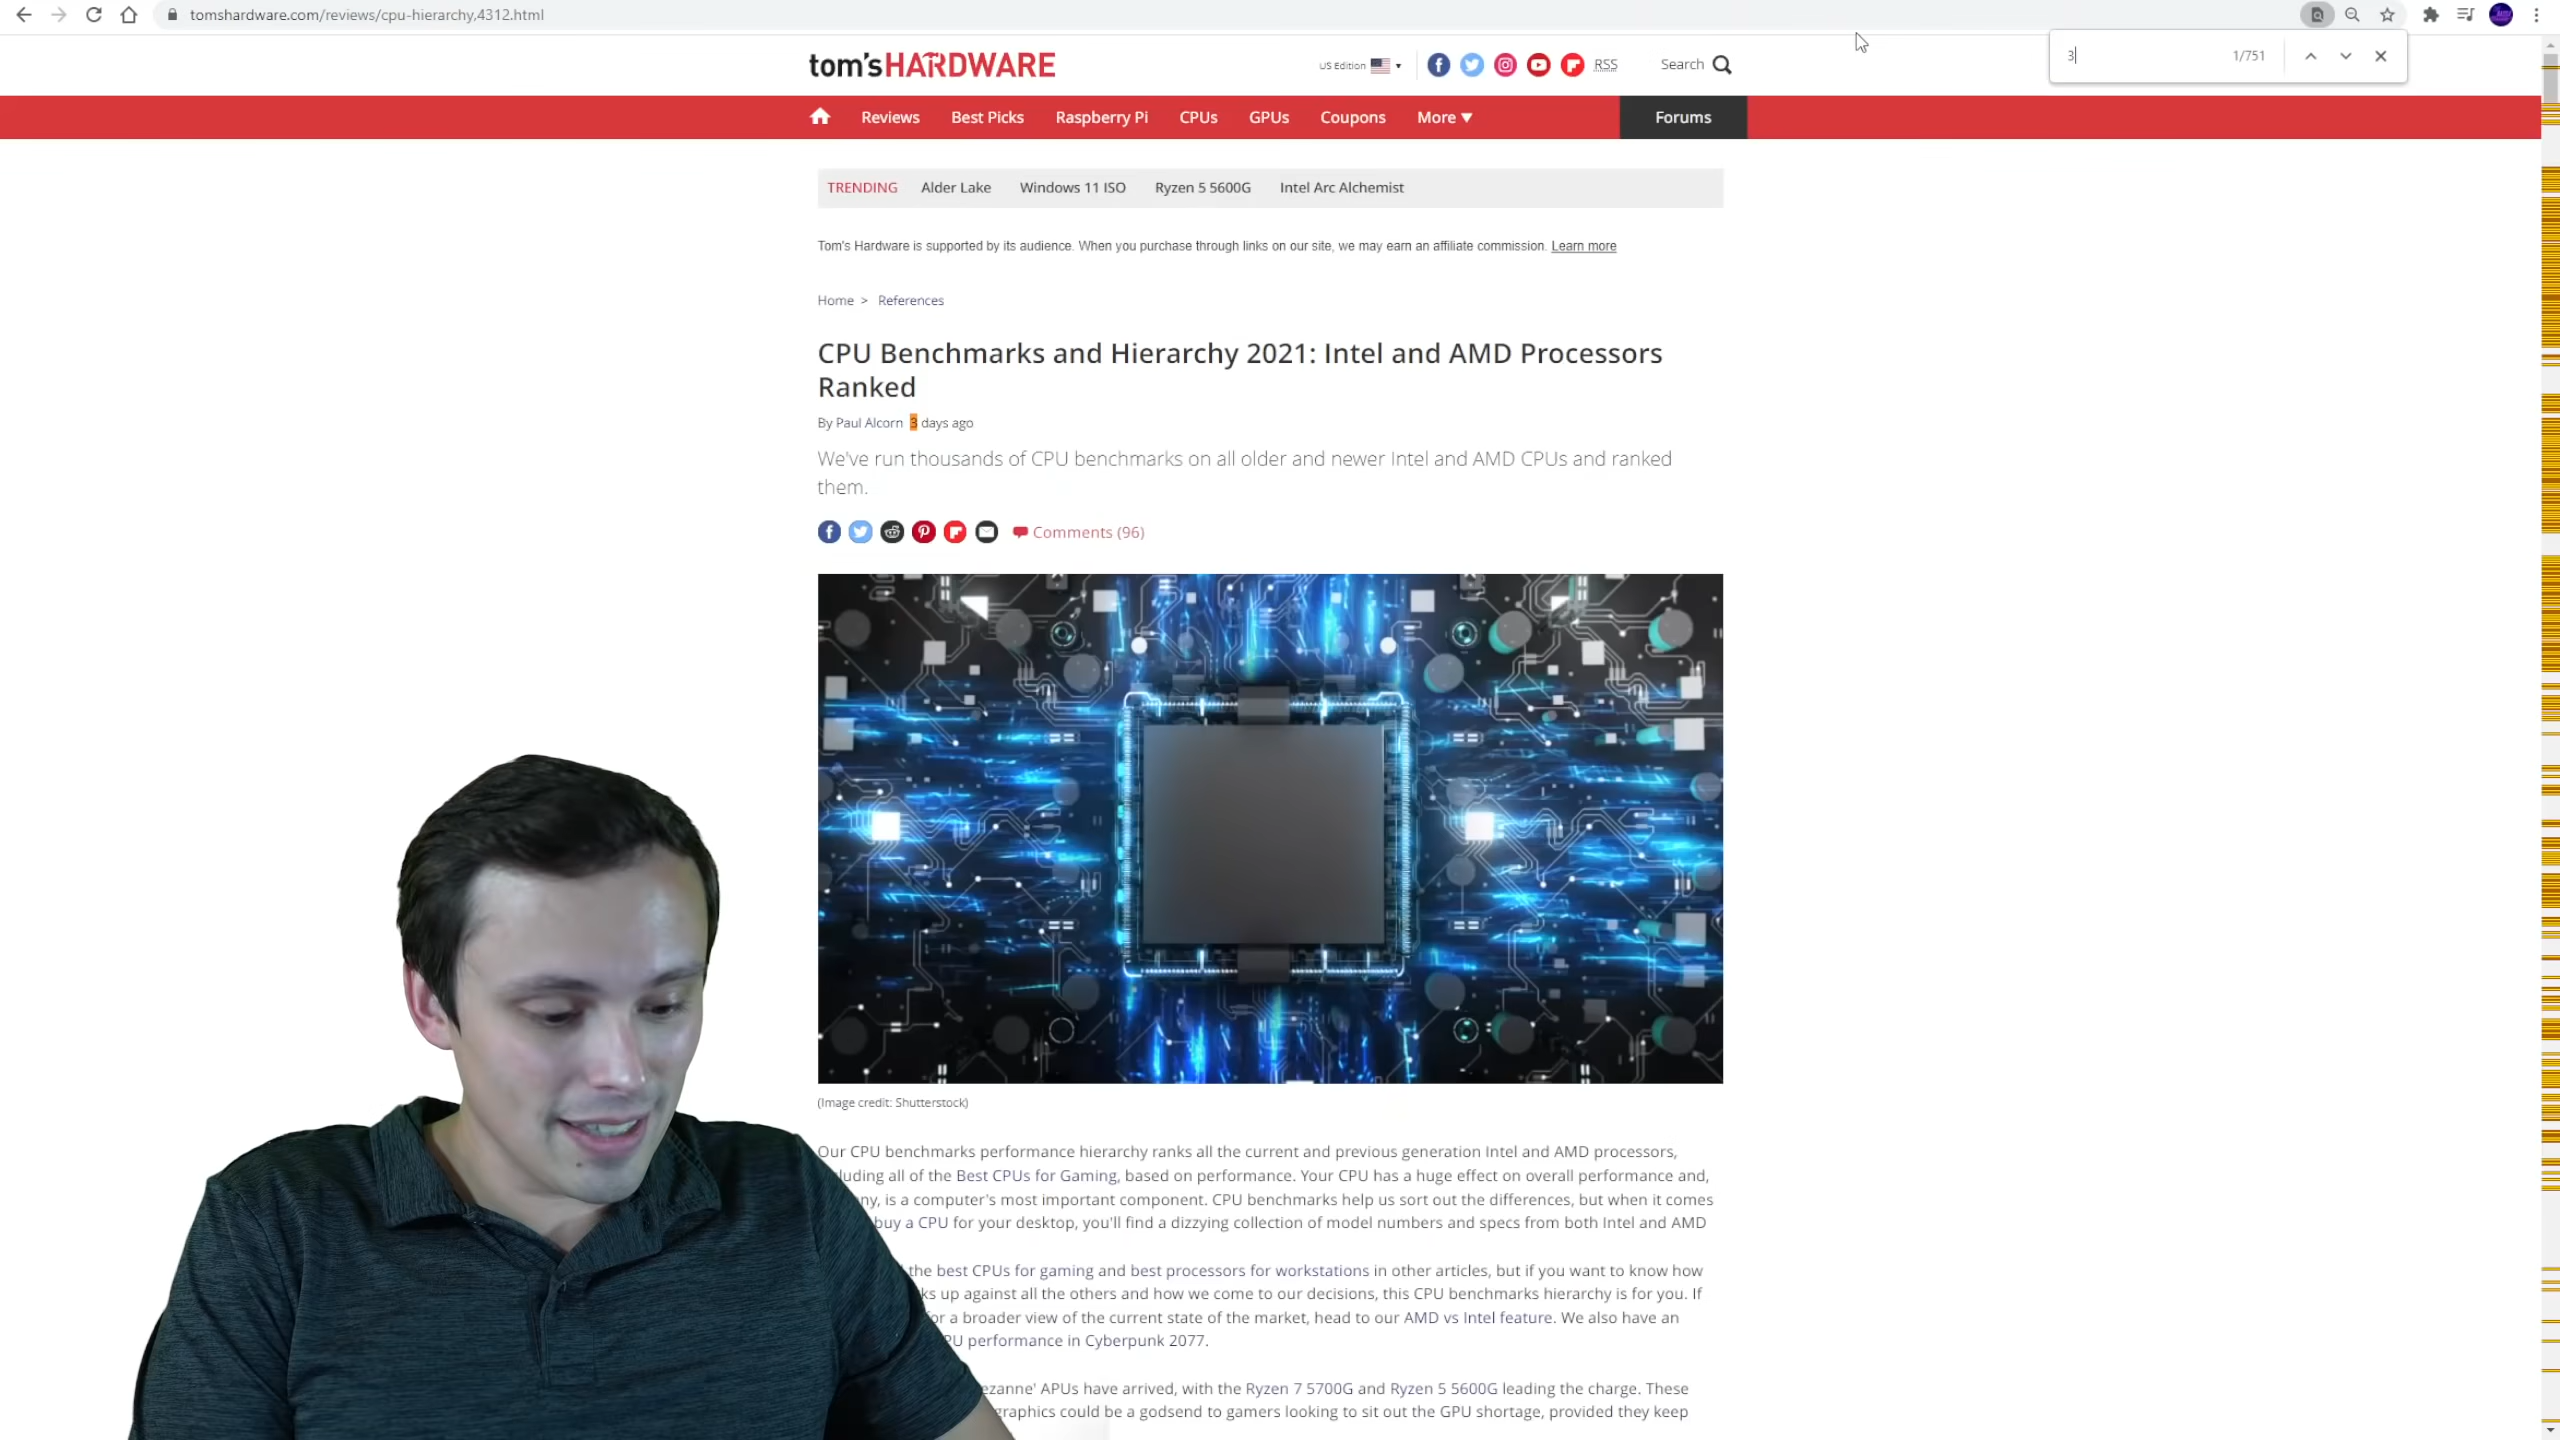 tomshardware.com/reviews/cpu-hierarchy,4312.html
3
1/751
tom'sHARDWARE
US Edition
RSS
Search
Reviews
Best Picks
Raspberry Pi
CPUs
GPUs
Coupons
More ▼
Forums
TRENDING
Alder Lake
Windows 11 ISO
Ryzen 5 5600G
Intel Arc Alchemist
Tom's Hardware is supported by its audience. When you purchase through links on our site, we may earn an affiliate commission. Learn more
Home > References
CPU Benchmarks and Hierarchy 2021: Intel and AMD Processors
Ranked
By Paul Alcorn 3 days ago
We've run thousands of CPU benchmarks on all older and newer Intel and AMD CPUs and ranked
them.
Comments (96)
(Image credit: Shutterstock)
Our CPU benchmarks performance hierarchy ranks all the current and previous generation Intel and AMD processors,
all of the Best CPUs for Gaming, based on performance. Your CPU has a huge effect on overall performance and,
is a computer's most important component. CPU benchmarks help us sort out the differences, but when it comes
buy a CPU for your desktop, you'll find a dizzying collection of model numbers and specs from both Intel and AMD
the best CPUs for gaming and best processors for workstations in other articles, but if you want to know how
up against all the others and how we come to our decisions, this CPU benchmarks hierarchy is for you. If
a broader view of the current state of the market, head to our AMD vs Intel feature. We also have an
performance in Cyberpunk 2077.
APUs have arrived, with the Ryzen 7 5700G and Ryzen 5 5600G leading the charge. These
graphics could be a godsend to gamers looking to sit out the GPU shortage, provided they keep